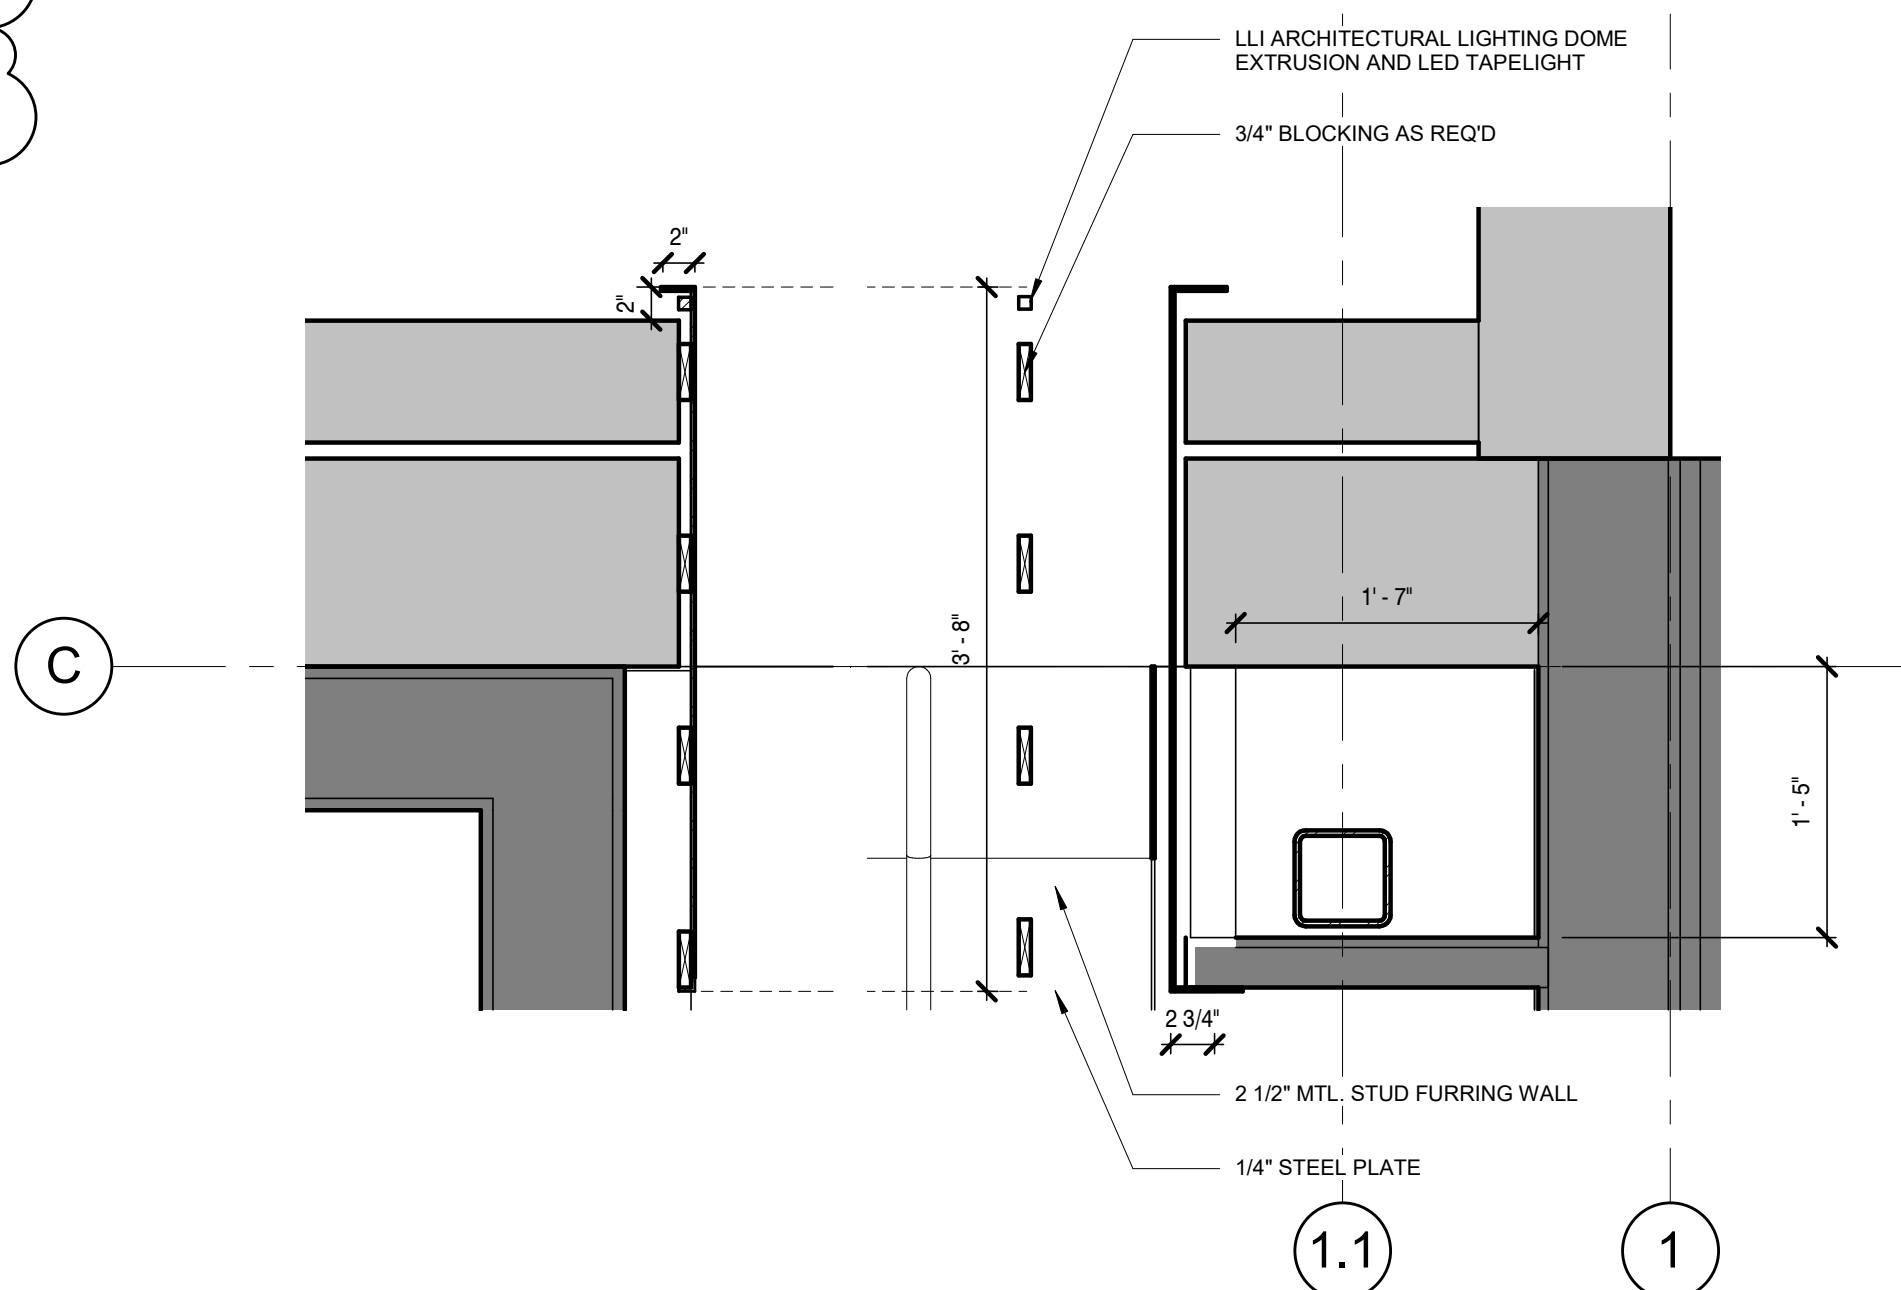 LLI ARCHITECTURAL LIGHTING DOME
EXTRUSION AND LED TAPELIGHT
3/4" BLOCKING AS REQ'D
2"
2"
1' - 7"
3' - 8"
C
1' - 5"
2 3/4"
2 1/2" MTL. STUD FURRING WALL
1/4" STEEL PLATE
1.1
1